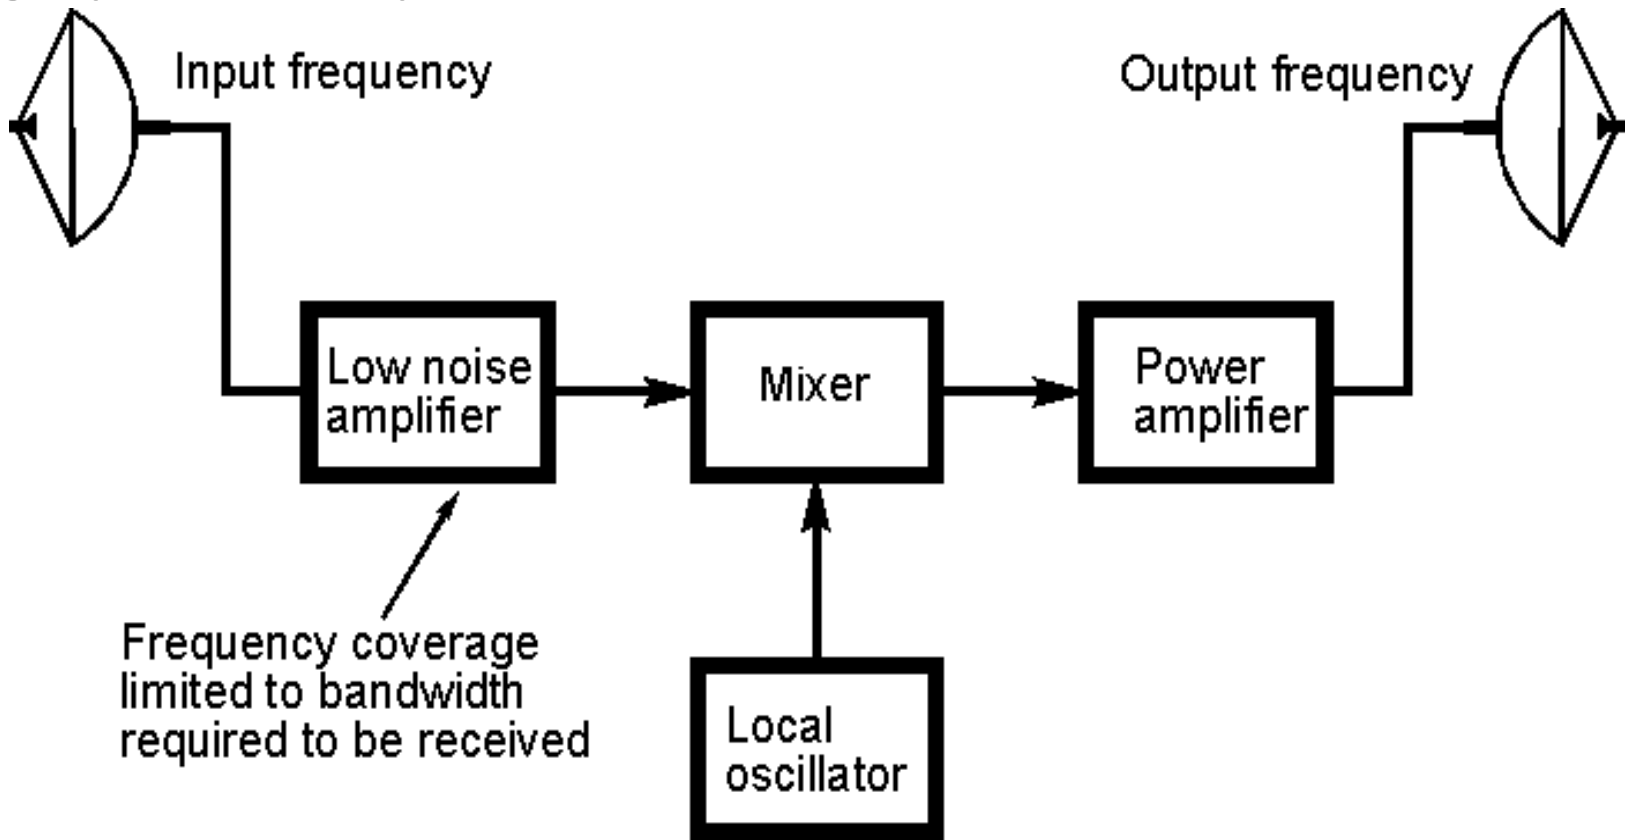 Input frequency
Output frequency
Low noise
amplifier
Mixer
Power
amplifier
Frequency coverage
limited to bandwidth
required to be received
Local
oscillator